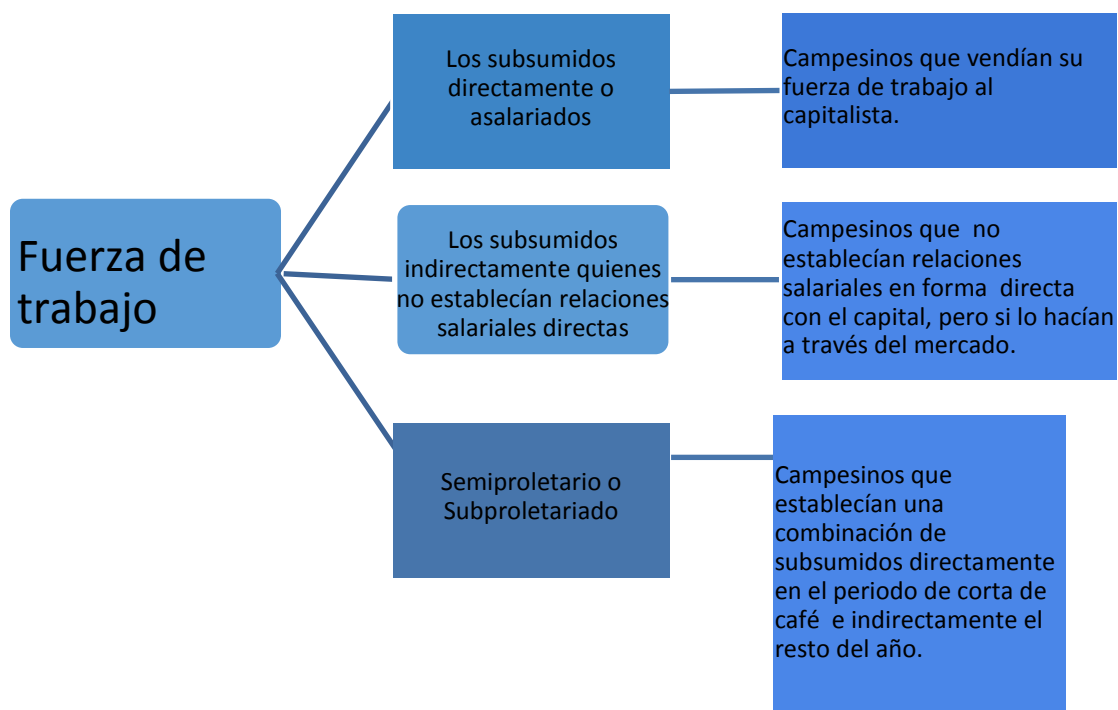 Los subsumidos
directamente o
asalariados
Campesinos que vendían su
fuerza de trabajo al
capitalista.
Fuerza de
trabajo
Los subsumidos
indirectamente quienes
no establecían relaciones
salariales directas
Campesinos que  no
establecían relaciones
salariales en forma  directa
con el capital, pero si lo hacían
a través del mercado.
Semiproletario o
Subproletariado
Campesinos que
establecían una
combinación de
subsumidos directamente
en el periodo de corta de
café  e indirectamente el
resto del año.